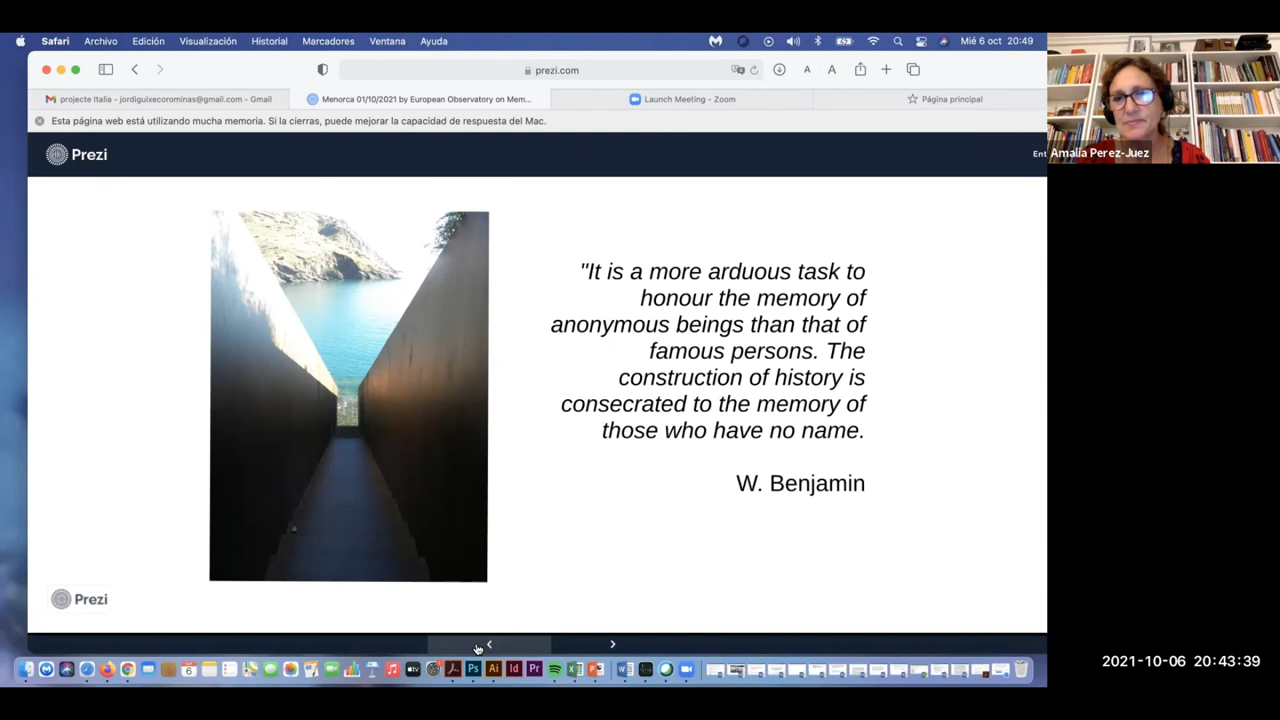 Safari Archivo Edición Visualización Historial Marcadores Ventana Ayuda Mié 6 oct 20:49
prezi.com A A
projecte Italia - jordiguixecorominas@gmail.com - Gmail Menorca 01/10/2021 by European Observatory on Mem... Launch Meeting - Zoom Página principal
Esta página web está utilizando mucha memoria. Si la cierras, puede mejorar la capacidad de respuesta del Mac.
Prezi Ent
Amalia Perez-Juez
"It is a more arduous task to
honour the memory of
anonymous beings than that of
famous persons. The
construction of history is
consecrated to the memory of
those who have no name.
W. Benjamin
Prezi
2021-10-06 20:43:39